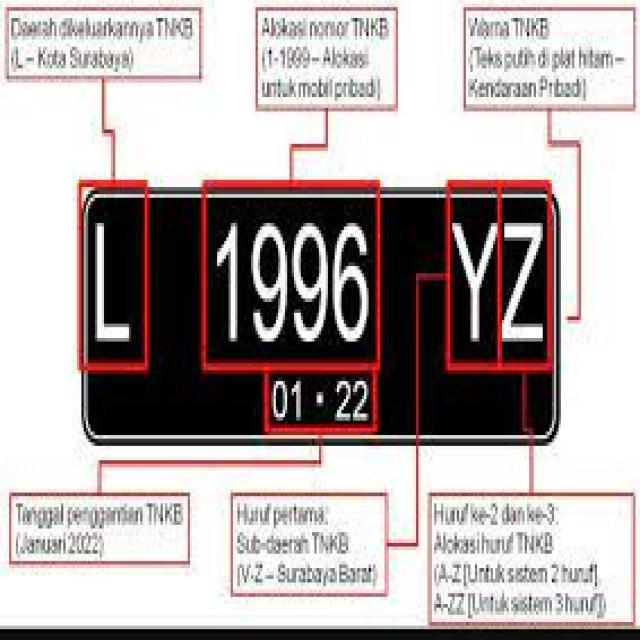 Daerah dikeluarkannya TNKB
(L – Kota Surabaya)
Alokasi nomor TNKB
(1-1999 – Alokasi
untuk mobil pribadi)
Warna TNKB
(Teks putih di plat hitam –
Kendaraan Pribadi)
L 1996 YZ
01 · 22
Tanggal penggantian TNKB
(Januari 2022)
Huruf pertama:
Sub-daerah TNKB
(V-Z – Surabaya Barat)
Huruf ke-2 dan ke-3:
Alokasi huruf TNKB
(A-Z [Untuk sistem 2 huruf],
A-ZZ [Untuk sistem 3 huruf])